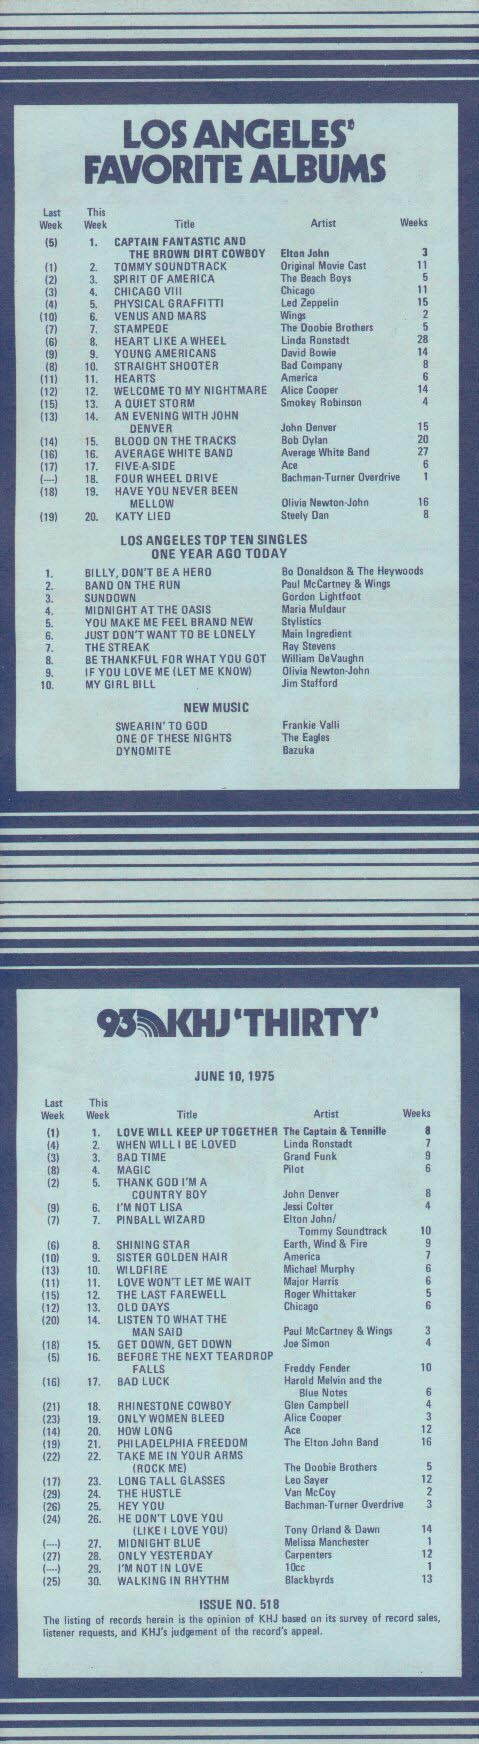 LOS ANGELES'
FAVORITE ALBUMS
Last This
Week Week Title Artist Weeks
(5) 1. CAPTAIN FANTASTIC AND
THE BROWN DIRT COWBOY Elton John 3
(1) 2. TOMMY SOUNDTRACK Original Movie Cast 11
(2) 3. SPIRIT OF AMERICA The Beach Boys 5
(3) 4. CHICAGO VIII Chicago 11
(4) 5. PHYSICAL GRAFFITI Led Zeppelin 15
(10) 6. VENUS AND MARS Wings 2
(7) 7. STAMPEDE The Doobie Brothers 5
(6) 8. HEART LIKE A WHEEL Linda Ronstadt 28
(9) 9. YOUNG AMERICANS David Bowie 14
(8) 10. STRAIGHT SHOOTER Bad Company 8
(11) 11. HEARTS America 6
(12) 12. WELCOME TO MY NIGHTMARE Alice Cooper 14
(15) 13. A QUIET STORM Smokey Robinson 4
(13) 14. AN EVENING WITH JOHN
DENVER John Denver 15
(14) 15. BLOOD ON THE TRACKS Bob Dylan 20
(16) 16. AVERAGE WHITE BAND Average White Band 27
(17) 17. FIVE-A-SIDE Ace 6
(---) 18. FOUR WHEEL DRIVE Bachman-Turner Overdrive 1
(18) 19. HAVE YOU NEVER BEEN
MELLOW Olivia Newton-John 16
(19) 20. KATY LIED Steely Dan 8
LOS ANGELES TOP TEN SINGLES
ONE YEAR AGO TODAY
1. BILLY, DON'T BE A HERO Bo Donaldson & The Heywoods
2. BAND ON THE RUN Paul McCartney & Wings
3. SUNDOWN Gordon Lightfoot
4. MIDNIGHT AT THE OASIS Maria Muldaur
5. YOU MAKE ME FEEL BRAND NEW Stylistics
6. JUST DON'T WANT TO BE LONELY Main Ingredient
7. THE STREAK Ray Stevens
8. BE THANKFUL FOR WHAT YOU GOT William DeVaughn
9. IF YOU LOVE ME (LET ME KNOW) Olivia Newton-John
10. MY GIRL BILL Jim Stafford
NEW MUSIC
SWEARIN' TO GOD Frankie Valli
ONE OF THESE NIGHTS The Eagles
DYNOMITE Bazuka
93 KHJ 'THIRTY'
JUNE 10, 1975
Last This
Week Week Title Artist Weeks
(1) 1. LOVE WILL KEEP UP TOGETHER The Captain & Tennille 8
(4) 2. WHEN WILL I BE LOVED Linda Ronstadt 7
(3) 3. BAD TIME Grand Funk 9
(8) 4. MAGIC Pilot 6
(2) 5. THANK GOD I'M A
COUNTRY BOY John Denver 8
(9) 6. I'M NOT LISA Jessi Colter 4
(7) 7. PINBALL WIZARD Elton John/
Tommy Soundtrack 10
(6) 8. SHINING STAR Earth, Wind & Fire 9
(10) 9. SISTER GOLDEN HAIR America 7
(13) 10. WILDFIRE Michael Murphy 6
(11) 11. LOVE WON'T LET ME WAIT Major Harris 6
(15) 12. THE LAST FAREWELL Roger Whittaker 5
(12) 13. OLD DAYS Chicago 6
(20) 14. LISTEN TO WHAT THE
MAN SAID Paul McCartney & Wings 3
(18) 15. GET DOWN, GET DOWN Joe Simon 4
(5) 16. BEFORE THE NEXT TEARDROP
FALLS Freddy Fender 10
(16) 17. BAD LUCK Harold Melvin and the
Blue Notes 6
(21) 18. RHINESTONE COWBOY Glen Campbell 4
(23) 19. ONLY WOMEN BLEED Alice Cooper 3
(14) 20. HOW LONG Ace 12
(19) 21. PHILADELPHIA FREEDOM The Elton John Band 16
(22) 22. TAKE ME IN YOUR ARMS
(ROCK ME) The Doobie Brothers 5
(17) 23. LONG TALL GLASSES Leo Sayer 12
(29) 24. THE HUSTLE Van McCoy 2
(26) 25. HEY YOU Bachman-Turner Overdrive 3
(24) 26. HE DON'T LOVE YOU
(LIKE I LOVE YOU) Tony Orland & Dawn 14
(---) 27. MIDNIGHT BLUE Melissa Manchester 1
(27) 28. ONLY YESTERDAY Carpenters 12
(---) 29. I'M NOT IN LOVE 10cc 1
(25) 30. WALKING IN RHYTHM Blackbyrds 13
ISSUE NO. 518
The listing of records herein is the opinion of KHJ based on its survey of record sales,
listener requests, and KHJ's judgement of the record's appeal.